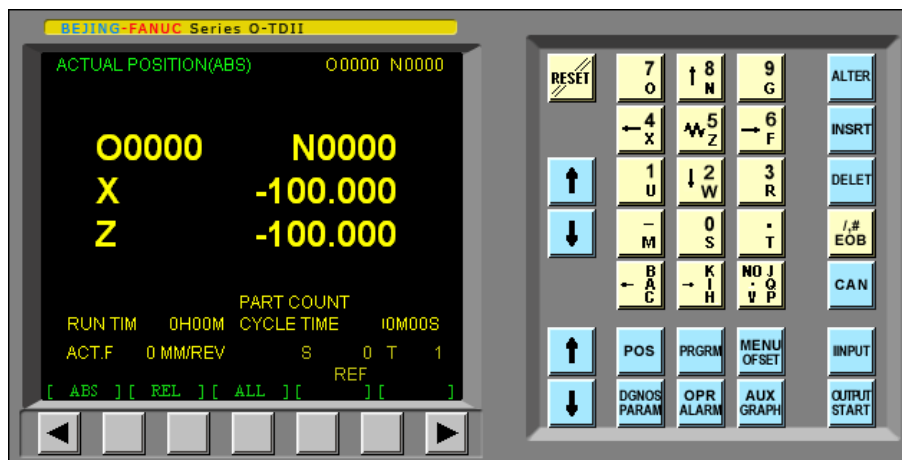 BEJING-FANUC Series O-TDII
ACTUAL POSITION(ABS) O0000 N0000
O0000 N0000
X -100.000
Z -100.000
PART COUNT
RUN TIM 0H00M CYCLE TIME I0M00S
ACT.F 0 MM/REV S 0 T 1
REF
[ ABS ][ REL ][ ALL ][ ][ ]
RESET
7 O
↑ 8 N
9 G
ALTER
← 4 X
5 Z
→ 6 F
INSRT
↑
1 U
↓ 2 W
3 R
DELET
↓
− M
0 S
. T
/,# EOB
← B A C
→ K I H
NO . V J Q P
CAN
↑
POS
PRGRM
MENU OFSET
IINPUT
↓
DGNOS PARAM
OPR ALARM
AUX GRAPH
OUTPUT START
◀ ▶